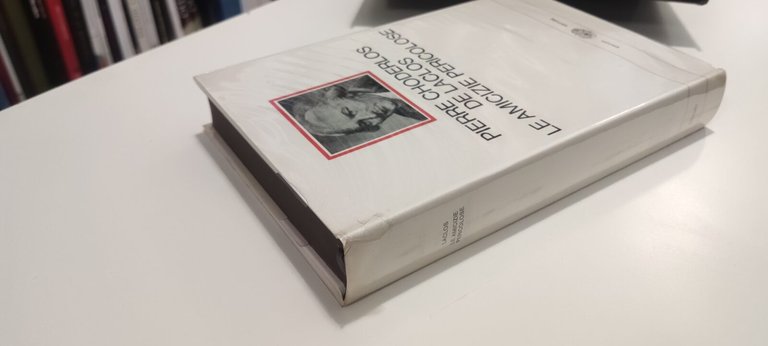 PIERRE CHODERLOS
DE LACLOS
LE AMICIZIE PERICOLOSE
LACLOS
LE AMICIZIE
PERICOLOSE